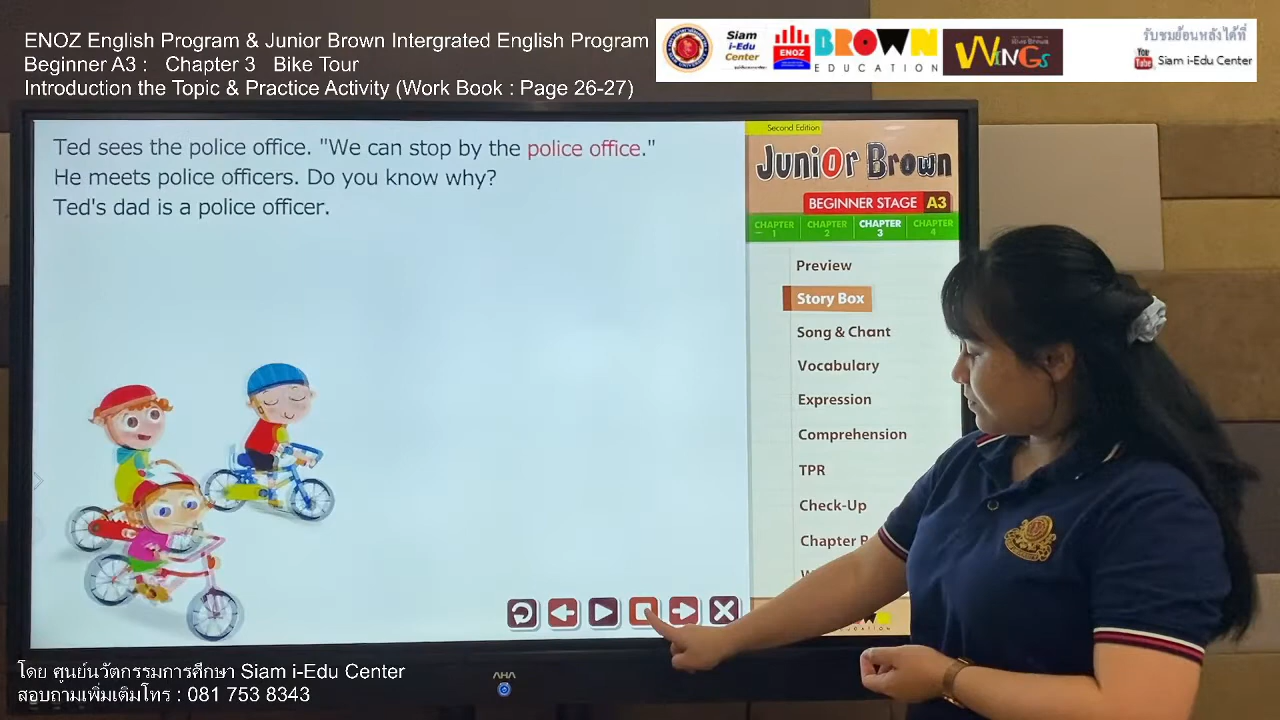 ENOZ English Program & Junior Brown Intergrated English Program
Beginner A3 : Chapter 3 Bike Tour
Introduction the Topic & Practice Activity (Work Book : Page 26-27)
Siam
i-Edu
Center
ENOZ
BROWN
EDUCATION
WINGS
รับชมย้อนหลังได้ที่
You
Tube
Siam i-Edu Center
Ted sees the police office. "We can stop by the police office."
He meets police officers. Do you know why?
Ted's dad is a police officer.
Second Edition
Junior Brown
BEGINNER STAGE A3
CHAPTER 1 CHAPTER 2 CHAPTER 3 CHAPTER 4
Preview
Story Box
Song & Chant
Vocabulary
Expression
Comprehension
TPR
Check-Up
Chapter
โดย ศูนย์นวัตกรรมการศึกษา Siam i-Edu Center
สอบถามเพิ่มเติมโทร : 081 753 8343
AHA